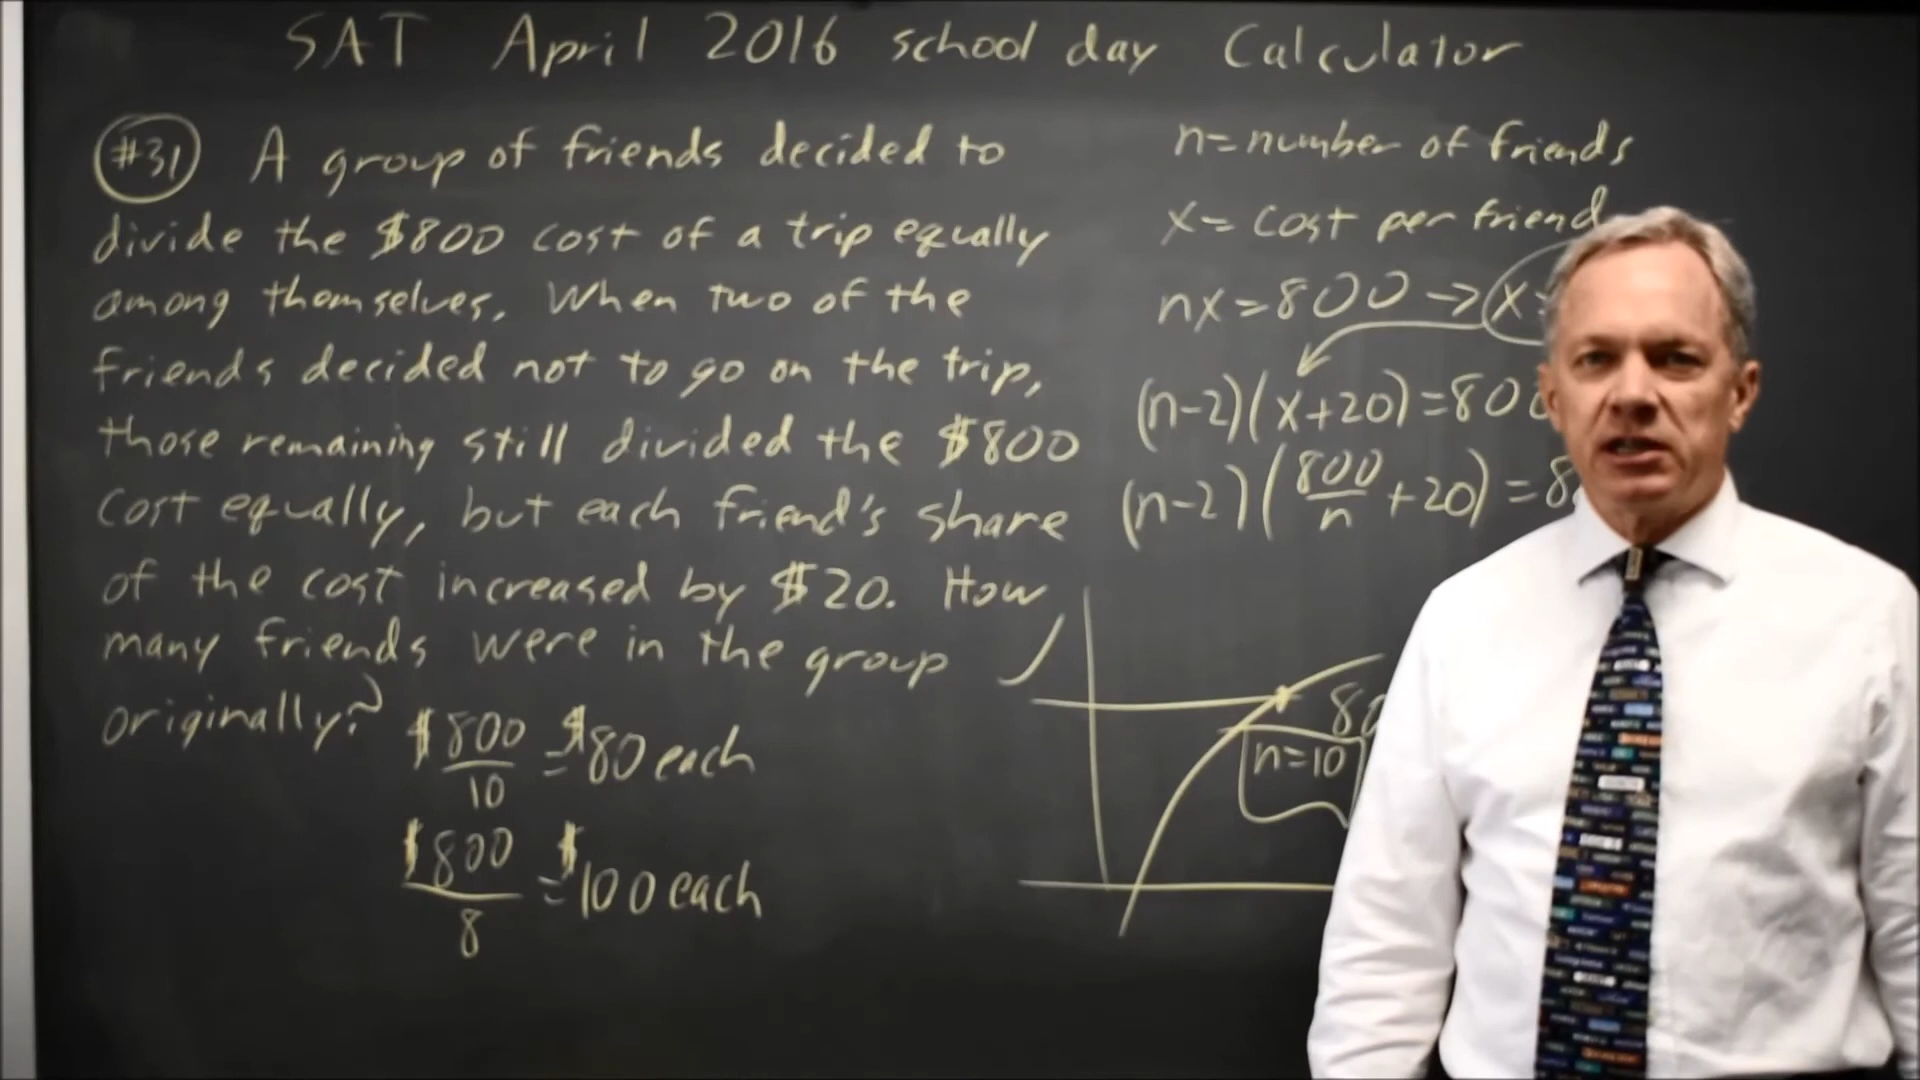 SAT April 2016 school day Calculator
#31 A group of friends decided to
divide the $800 cost of a trip equally
among themselves. When two of the
friends decided not to go on the trip,
those remaining still divided the $800
cost equally, but each friend's share
of the cost increased by $20. How
many friends were in the group
originally?
$800/10 = $80 each
$800/8 = $100 each
n=number of friends
x= cost per friend
nx=800→x=
(n-2)(x+20)=800
(n-2)(800/n+20)=8
80
n=10